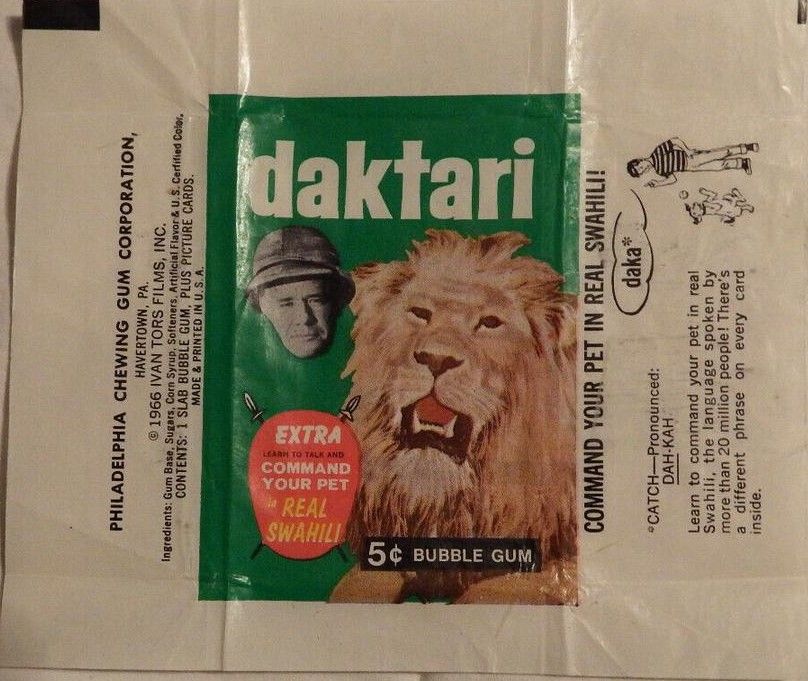 PHILADELPHIA CHEWING GUM CORPORATION,
HAVERTOWN, PA.
© 1966 IVAN TORS FILMS, INC.
Ingredients: Gum Base, Sugars, Corn Syrup, Softeners, Artificial Flavor & U.S. Certified Color.
CONTENTS: 1 SLAB BUBBLE GUM, PLUS PICTURE CARDS.
MADE & PRINTED IN U.S.A.
daktari
EXTRA
LEARN TO TALK AND
COMMAND
YOUR PET
in REAL
SWAHILI
5¢ BUBBLE GUM
COMMAND YOUR PET IN REAL SWAHILI!
daka*
*CATCH—Pronounced:
DAH-KAH
Learn to command your pet in real
Swahili, the language spoken by
more than 20 million people! There's
a different phrase on every card
inside.